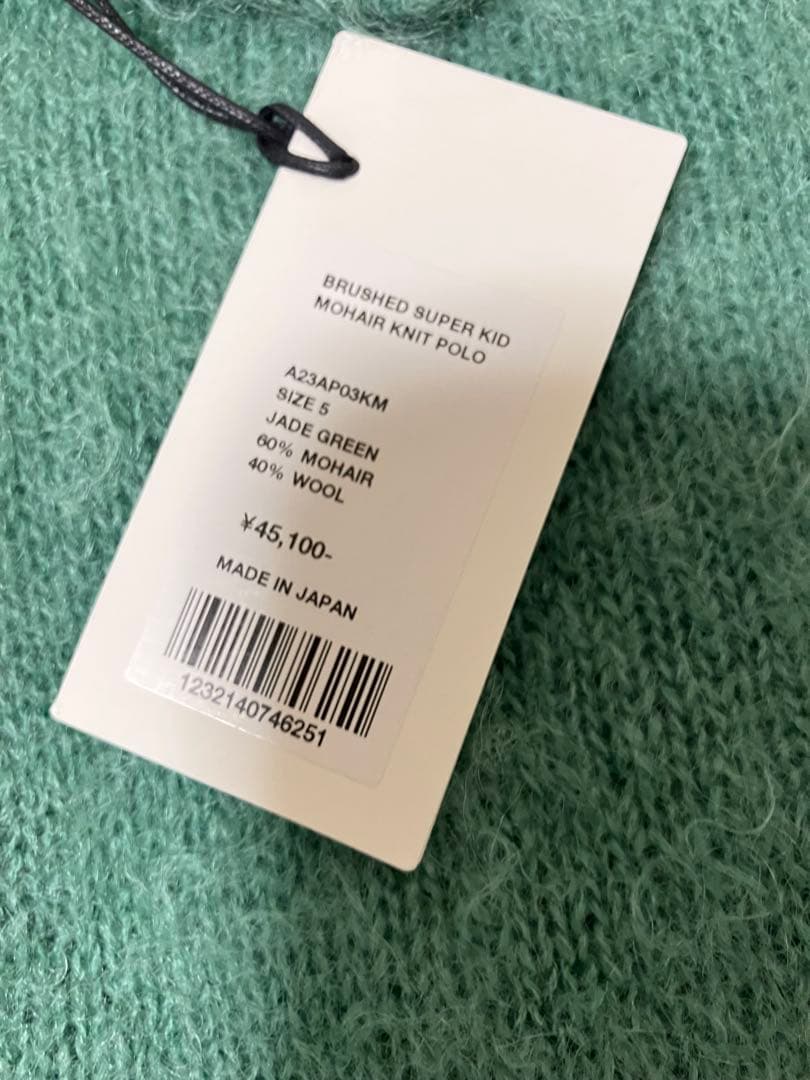 BRUSHED SUPER KID
MOHAIR KNIT POLO
A23AP03KM
SIZE 5
JADE GREEN
60% MOHAIR
40% WOOL
¥45,100-
MADE IN JAPAN
1232140746251